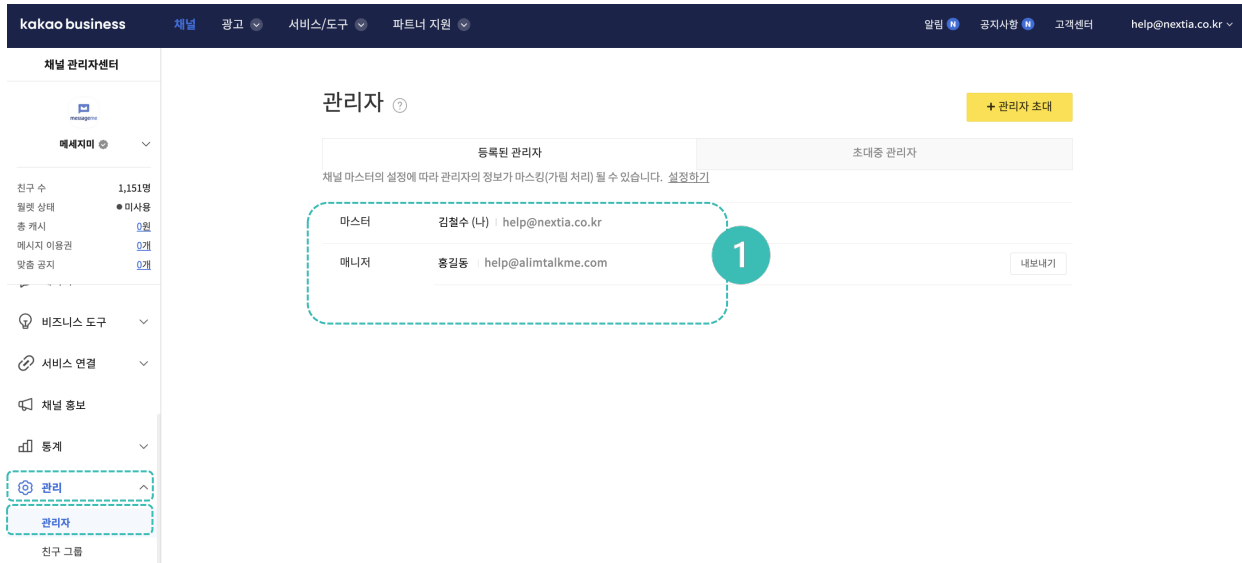 kakao business 채널 광고 서비스/도구 파트너 지원 알림 N 공지사항 N 고객센터 help@nextia.co.kr
채널 관리자센터
messageme
메세지미
친구 수 1,151명
월렛 상태 ●미사용
총 캐시 0원
메시지 이용권 0개
맞춤 공지 0개
비즈니스 도구
서비스 연결
채널 홍보
통계
관리
관리자
친구 그룹
관리자 ?
+ 관리자 초대
등록된 관리자 초대중 관리자
채널 마스터의 설정에 따라 관리자의 정보가 마스킹(가림 처리) 될 수 있습니다. 설정하기
마스터 김철수 (나) help@nextia.co.kr
1
매니저 홍길동 help@alimtalkme.com 내보내기